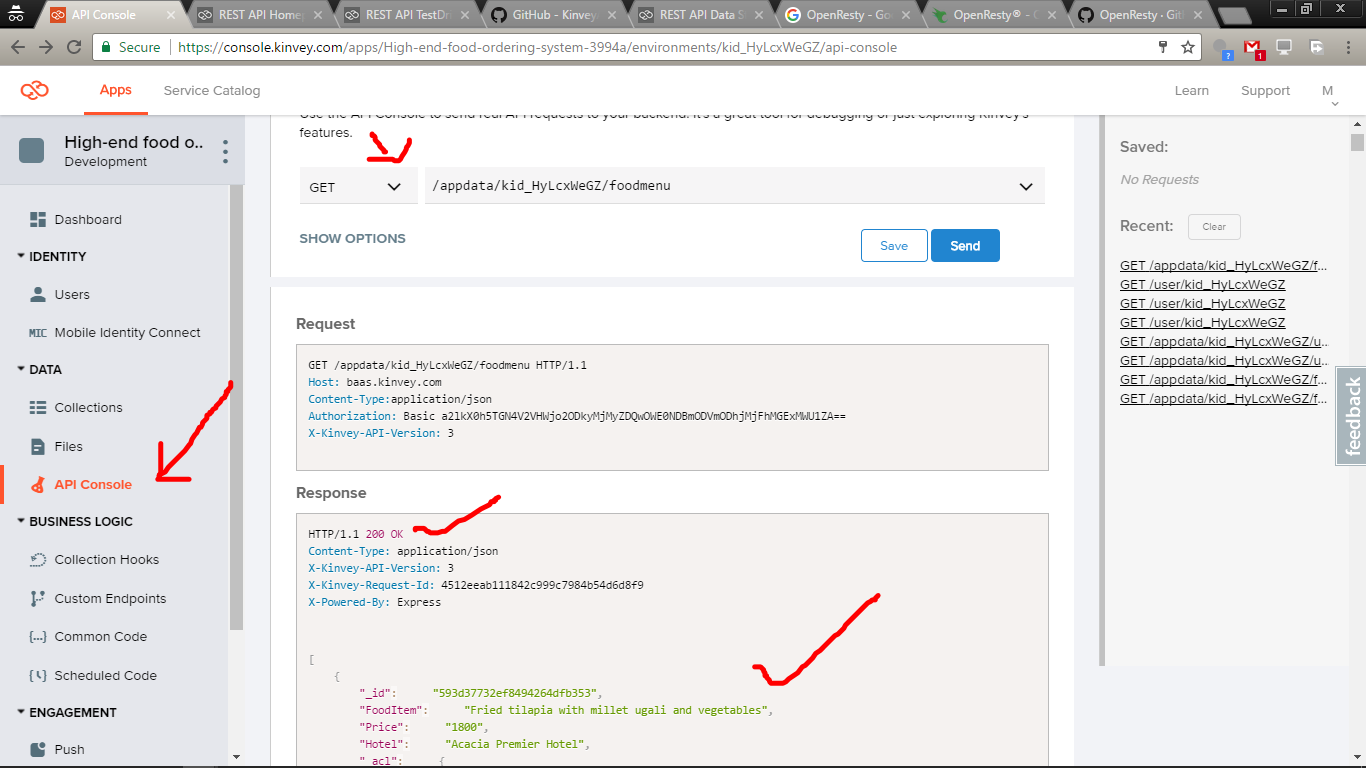 API Console
REST API Home
REST API TestDri
GitHub - Kinvey
REST API Data S
OpenResty - Goo
OpenResty® - C
OpenResty · Git
Secure
https://console.kinvey.com/apps/High-end-food-ordering-system-3994a/environments/kid_HyLcxWeGZ/api-console
?
1
Apps
Service Catalog
Learn
Support
M
High-end food o..
Development
Dashboard
IDENTITY
Users
MIC Mobile Identity Connect
DATA
Collections
Files
API Console
BUSINESS LOGIC
Collection Hooks
Custom Endpoints
{...} Common Code
Scheduled Code
ENGAGEMENT
Push
Use the API Console to send real API requests to your backend. It's a great tool for debugging or just exploring Kinvey's
features.
GET
/appdata/kid_HyLcxWeGZ/foodmenu
SHOW OPTIONS
Save
Send
Request
GET /appdata/kid_HyLcxWeGZ/foodmenu HTTP/1.1
Host: baas.kinvey.com
Content-Type:application/json
Authorization: Basic a2lkX0h5TGN4V2VHWjo2ODkyMjMyZDQwOWE0NDBmODVmODhjMjFhMGExMWU1ZA==
X-Kinvey-API-Version: 3
Response
HTTP/1.1 200 OK
Content-Type: application/json
X-Kinvey-API-Version: 3
X-Kinvey-Request-Id: 4512eeab111842c999c7984b54d6d8f9
X-Powered-By: Express
[
{
"_id": "593d37732ef8494264dfb353",
"FoodItem": "Fried tilapia with millet ugali and vegetables",
"Price": "1800",
"Hotel": "Acacia Premier Hotel",
"_acl": {
Saved:
No Requests
Recent:
Clear
GET /appdata/kid_HyLcxWeGZ/f...
GET /user/kid_HyLcxWeGZ
GET /user/kid_HyLcxWeGZ
GET /user/kid_HyLcxWeGZ
GET /appdata/kid_HyLcxWeGZ/u...
GET /appdata/kid_HyLcxWeGZ/u...
GET /appdata/kid_HyLcxWeGZ/f...
GET /appdata/kid_HyLcxWeGZ/f...
feedback